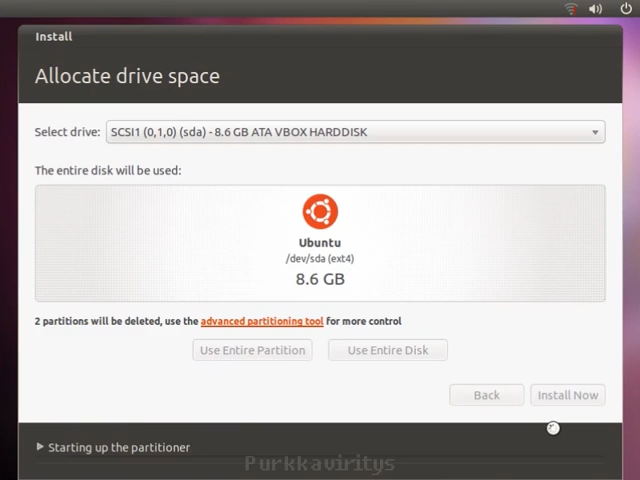 Install
Allocate drive space
Select drive: SCSI1 (0,1,0) (sda) - 8.6 GB ATA VBOX HARDDISK
The entire disk will be used:
Ubuntu
/dev/sda (ext4)
8.6 GB
2 partitions will be deleted, use the advanced partitioning tool for more control
Use Entire Partition Use Entire Disk
Back Install Now
Starting up the partitioner
Purkkaviritys